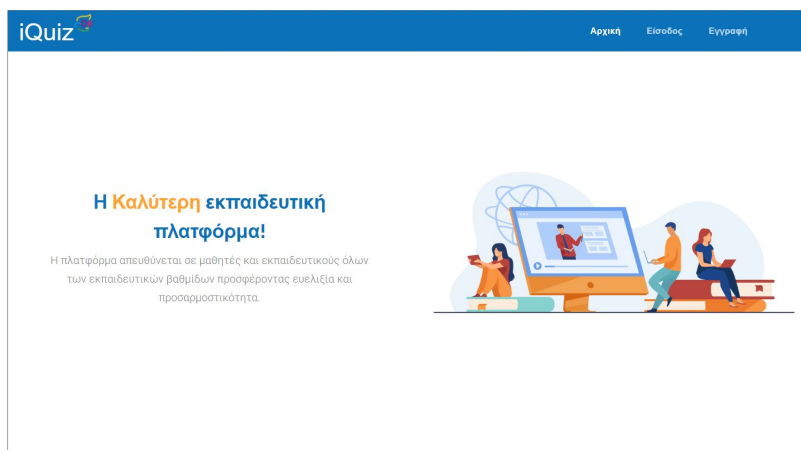 iQuiz
Αρχική Είσοδος Εγγραφή
Η Καλύτερη εκπαιδευτική
πλατφόρμα!
Η πλατφόρμα απευθύνεται σε μαθητές και εκπαιδευτικούς όλων
των εκπαιδευτικών βαθμίδων προσφέροντας ευελιξία και
προσαρμοστικότητα.